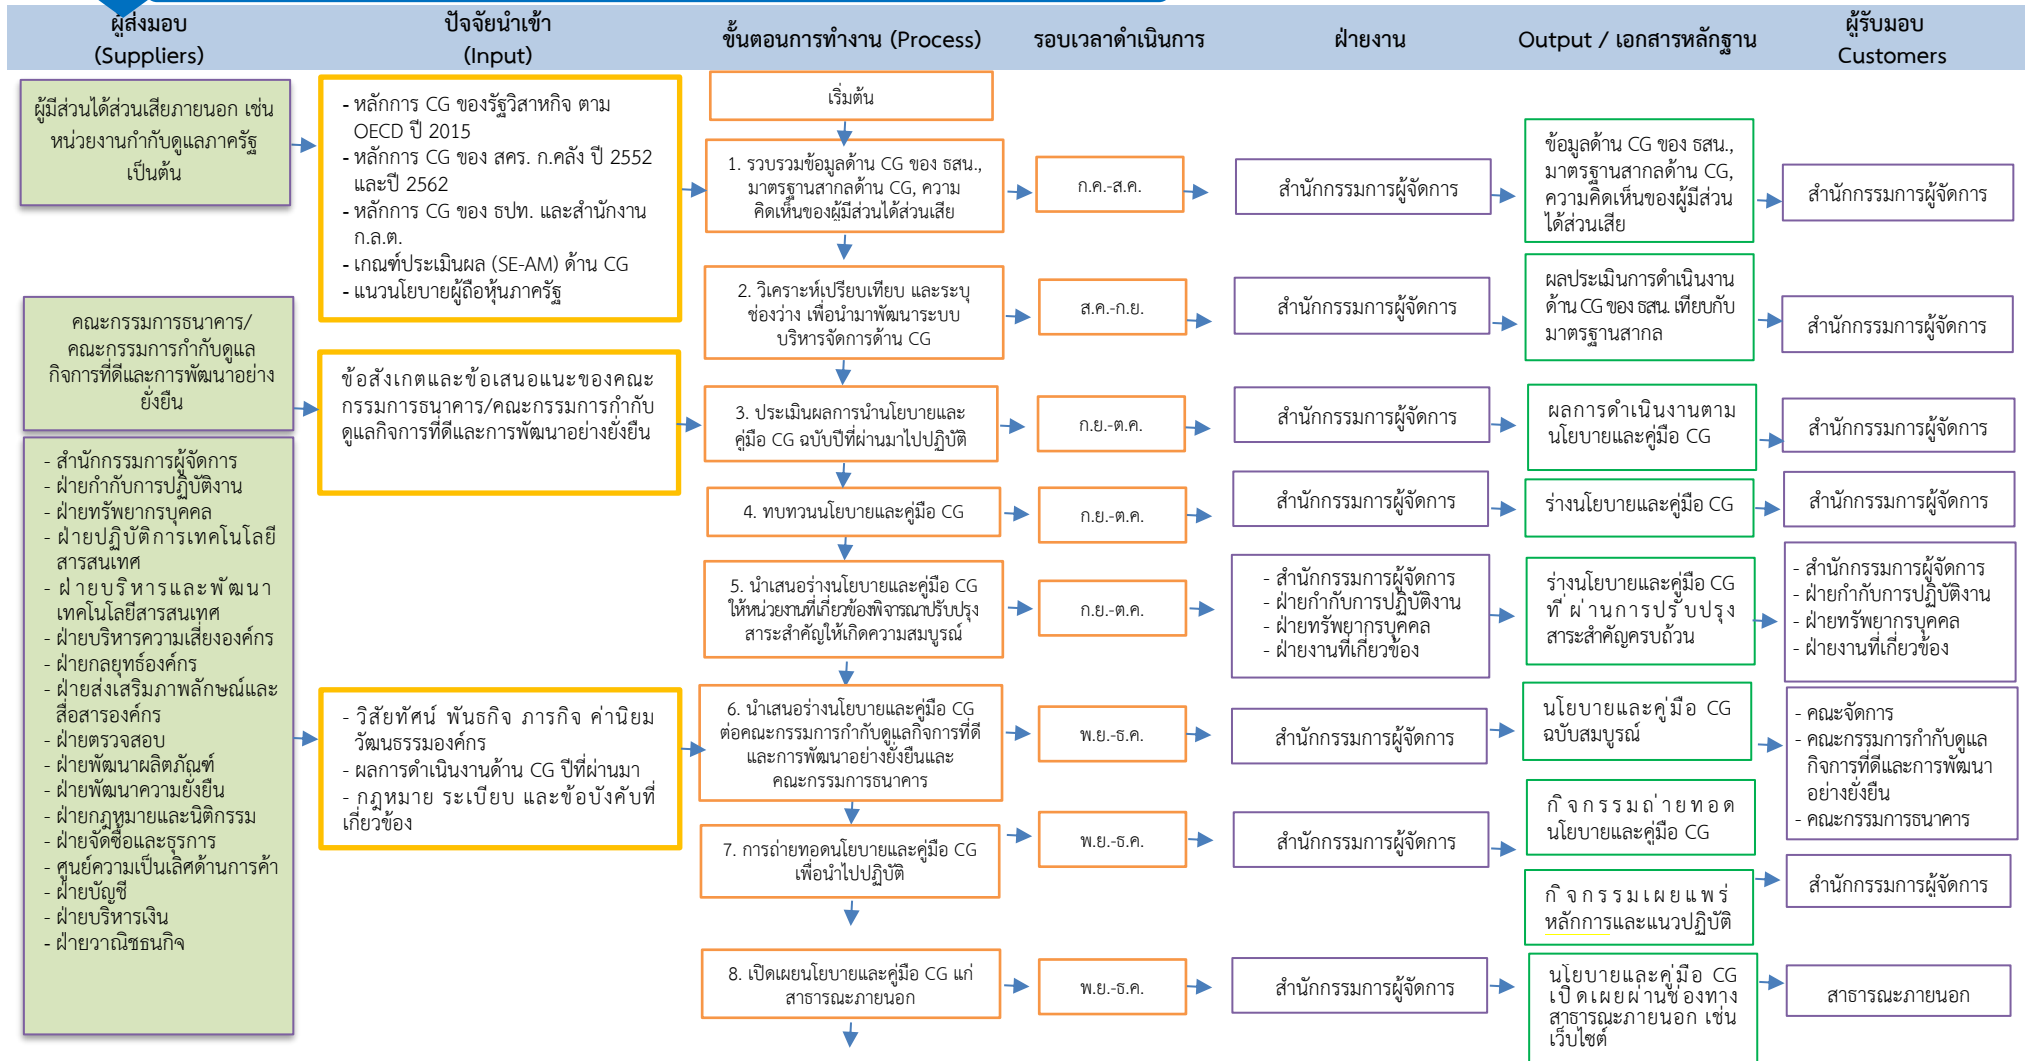 ผู้ส่งมอบ
(Suppliers)
ปัจจัยนำเข้า
(Input)
ขั้นตอนการทำงาน (Process)
รอบเวลาดำเนินการ
ฝ่ายงาน
Output / เอกสารหลักฐาน
ผู้รับมอบ
Customers
ผู้มีส่วนได้ส่วนเสียภายนอก เช่น
หน่วยงานกำกับดูแลภาครัฐ
เป็นต้น
คณะกรรมการธนาคาร/
คณะกรรมการกำกับดูแล
กิจการที่ดีและการพัฒนาอย่าง
ยั่งยืน
- สำนักกรรมการผู้จัดการ
- ฝ่ายกำกับการปฏิบัติงาน
- ฝ่ายทรัพยากรบุคคล
- ฝ่ายปฏิบัติการเทคโนโลยี
สารสนเทศ
- ฝ่ายบริหารและพัฒนา
เทคโนโลยีสารสนเทศ
- ฝ่ายบริหารความเสี่ยงองค์กร
- ฝ่ายกลยุทธ์องค์กร
- ฝ่ายส่งเสริมภาพลักษณ์และ
สื่อสารองค์กร
- ฝ่ายตรวจสอบ
- ฝ่ายพัฒนาผลิตภัณฑ์
- ฝ่ายพัฒนาความยั่งยืน
- ฝ่ายกฎหมายและนิติกรรม
- ฝ่ายจัดซื้อและธุรการ
- ศูนย์ความเป็นเลิศด้านการค้า
- ฝ่ายบัญชี
- ฝ่ายบริหารเงิน
- ฝ่ายวาณิชธนกิจ
- หลักการ CG ของรัฐวิสาหกิจ ตาม
OECD ปี 2015
- หลักการ CG ของ สคร. ก.คลัง ปี 2552
และปี 2562
- หลักการ CG ของ ธปท. และสำนักงาน
ก.ล.ต.
- เกณฑ์ประเมินผล (SE-AM) ด้าน CG
- แนวนโยบายผู้ถือหุ้นภาครัฐ
ข้อสังเกตและข้อเสนอแนะของคณะ
กรรมการธนาคาร/คณะกรรมการกำกับ
ดูแลกิจการที่ดีและการพัฒนาอย่างยั่งยืน
- วิสัยทัศน์ พันธกิจ ภารกิจ ค่านิยม
วัฒนธรรมองค์กร
- ผลการดำเนินงานด้าน CG ปีที่ผ่านมา
- กฎหมาย ระเบียบ และข้อบังคับที่
เกี่ยวข้อง
เริ่มต้น
1. รวบรวมข้อมูลด้าน CG ของ ธสน.,
มาตรฐานสากลด้าน CG, ความ
คิดเห็นของผู้มีส่วนได้ส่วนเสีย
ก.ค.-ส.ค.
สำนักกรรมการผู้จัดการ
ข้อมูลด้าน CG ของ ธสน.,
มาตรฐานสากลด้าน CG,
ความคิดเห็นของผู้มีส่วน
ได้ส่วนเสีย
สำนักกรรมการผู้จัดการ
2. วิเคราะห์เปรียบเทียบ และระบุ
ช่องว่าง เพื่อนำมาพัฒนาระบบ
บริหารจัดการด้าน CG
ส.ค.-ก.ย.
สำนักกรรมการผู้จัดการ
ผลประเมินการดำเนินงาน
ด้าน CG ของ ธสน. เทียบกับ
มาตรฐานสากล
สำนักกรรมการผู้จัดการ
3. ประเมินผลการนำนโยบายและ
คู่มือ CG ฉบับปีที่ผ่านมาไปปฏิบัติ
ก.ย.-ต.ค.
สำนักกรรมการผู้จัดการ
ผลการดำเนินงานตาม
นโยบายและคู่มือ CG
สำนักกรรมการผู้จัดการ
4. ทบทวนนโยบายและคู่มือ CG
ก.ย.-ต.ค.
สำนักกรรมการผู้จัดการ
ร่างนโยบายและคู่มือ CG
สำนักกรรมการผู้จัดการ
5. นำเสนอร่างนโยบายและคู่มือ CG
ให้หน่วยงานที่เกี่ยวข้องพิจารณาปรับปรุง
สาระสำคัญให้เกิดความสมบูรณ์
ก.ย.-ต.ค.
- สำนักกรรมการผู้จัดการ
- ฝ่ายกำกับการปฏิบัติงาน
- ฝ่ายทรัพยากรบุคคล
- ฝ่ายงานที่เกี่ยวข้อง
ร่างนโยบายและคู่มือ CG
ที่ผ่านการปรับปรุง
สาระสำคัญครบถ้วน
- สำนักกรรมการผู้จัดการ
- ฝ่ายกำกับการปฏิบัติงาน
- ฝ่ายทรัพยากรบุคคล
- ฝ่ายงานที่เกี่ยวข้อง
6. นำเสนอร่างนโยบายและคู่มือ CG
ต่อคณะกรรมการกำกับดูแลกิจการที่ดี
และการพัฒนาอย่างยั่งยืนและ
คณะกรรมการธนาคาร
พ.ย.-ธ.ค.
สำนักกรรมการผู้จัดการ
นโยบายและคู่มือ CG
ฉบับสมบูรณ์
- คณะจัดการ
- คณะกรรมการกำกับดูแล
กิจการที่ดีและการพัฒนา
อย่างยั่งยืน
- คณะกรรมการธนาคาร
7. การถ่ายทอดนโยบายและคู่มือ CG
เพื่อนำไปปฏิบัติ
พ.ย.-ธ.ค.
สำนักกรรมการผู้จัดการ
กิจกรรมถ่ายทอด
นโยบายและคู่มือ CG
กิจกรรมเผยแพร่
หลักการและแนวปฏิบัติ
สำนักกรรมการผู้จัดการ
8. เปิดเผยนโยบายและคู่มือ CG แก่
สาธารณะภายนอก
พ.ย.-ธ.ค.
สำนักกรรมการผู้จัดการ
นโยบายและคู่มือ CG
เปิดเผยผ่านช่องทาง
สาธารณะภายนอก เช่น
เว็บไซต์
สาธารณะภายนอก